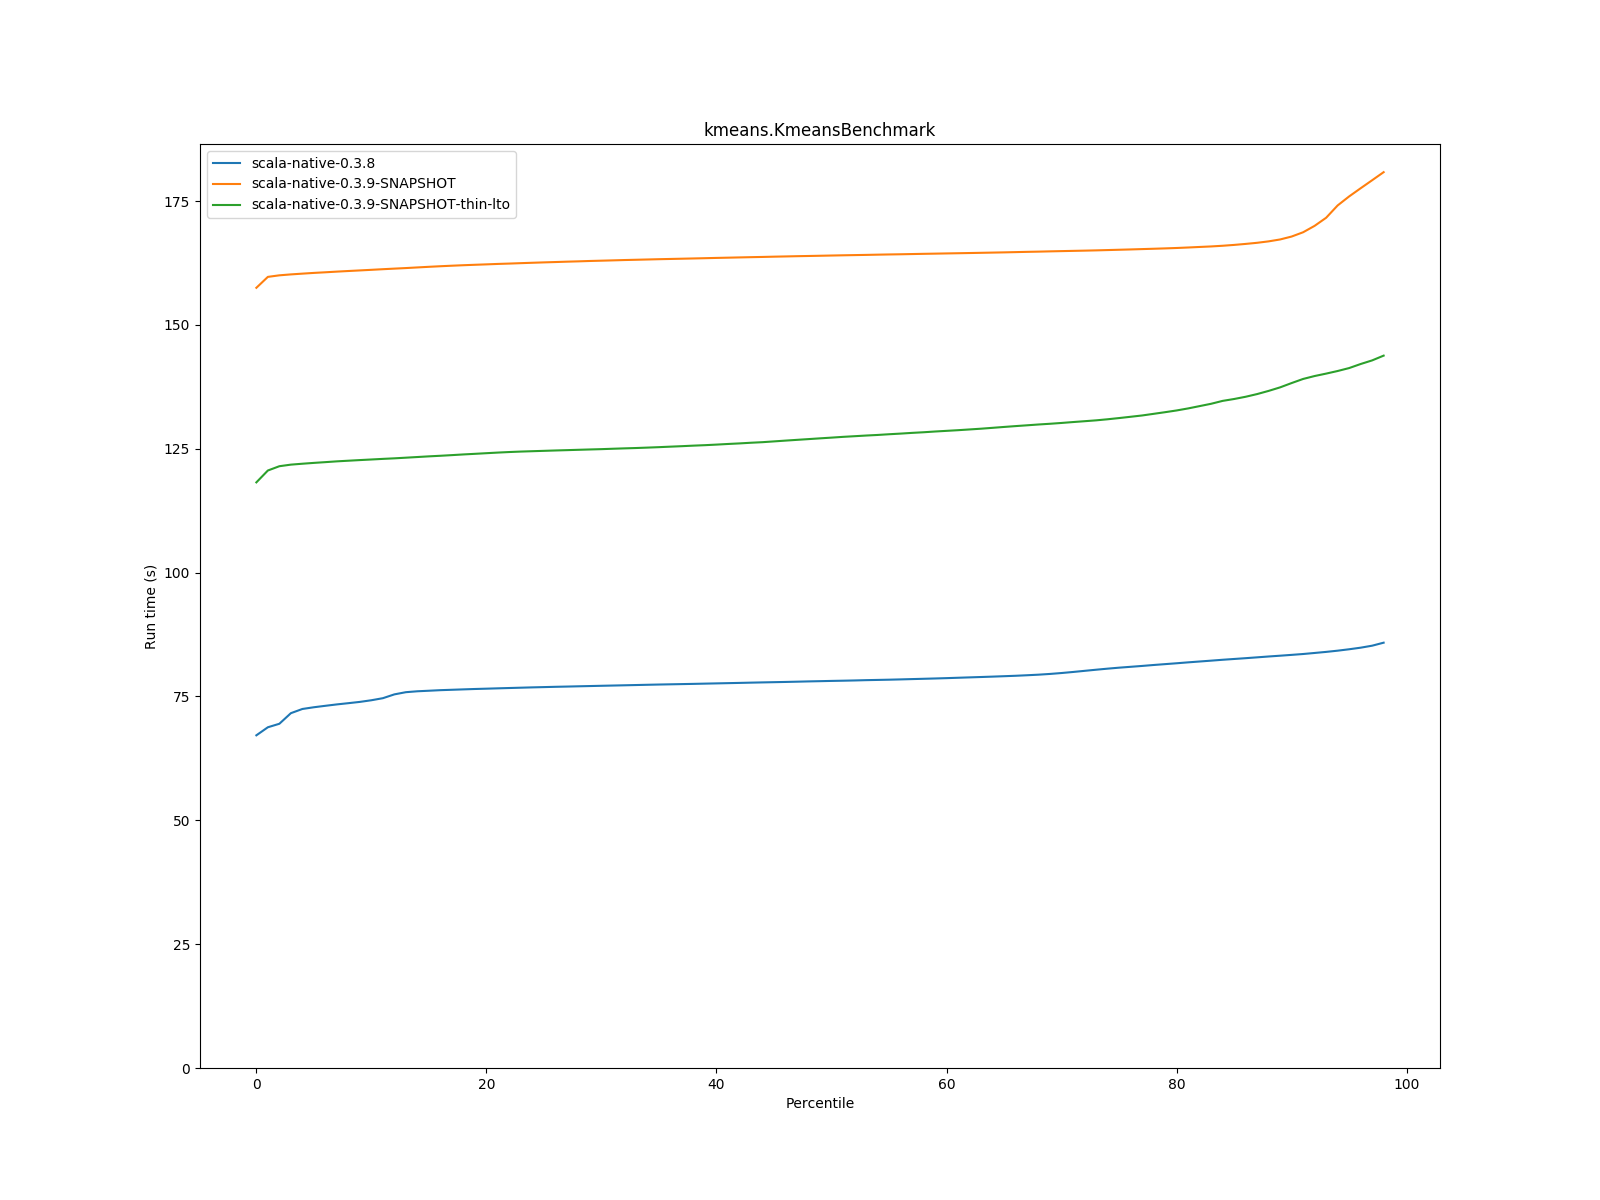 kmeans.KmeansBenchmark
scala-native-0.3.8
scala-native-0.3.9-SNAPSHOT
scala-native-0.3.9-SNAPSHOT-thin-lto
175
150
125
100
75
50
25
0
Run time (s)
0 20 40 60 80 100
Percentile